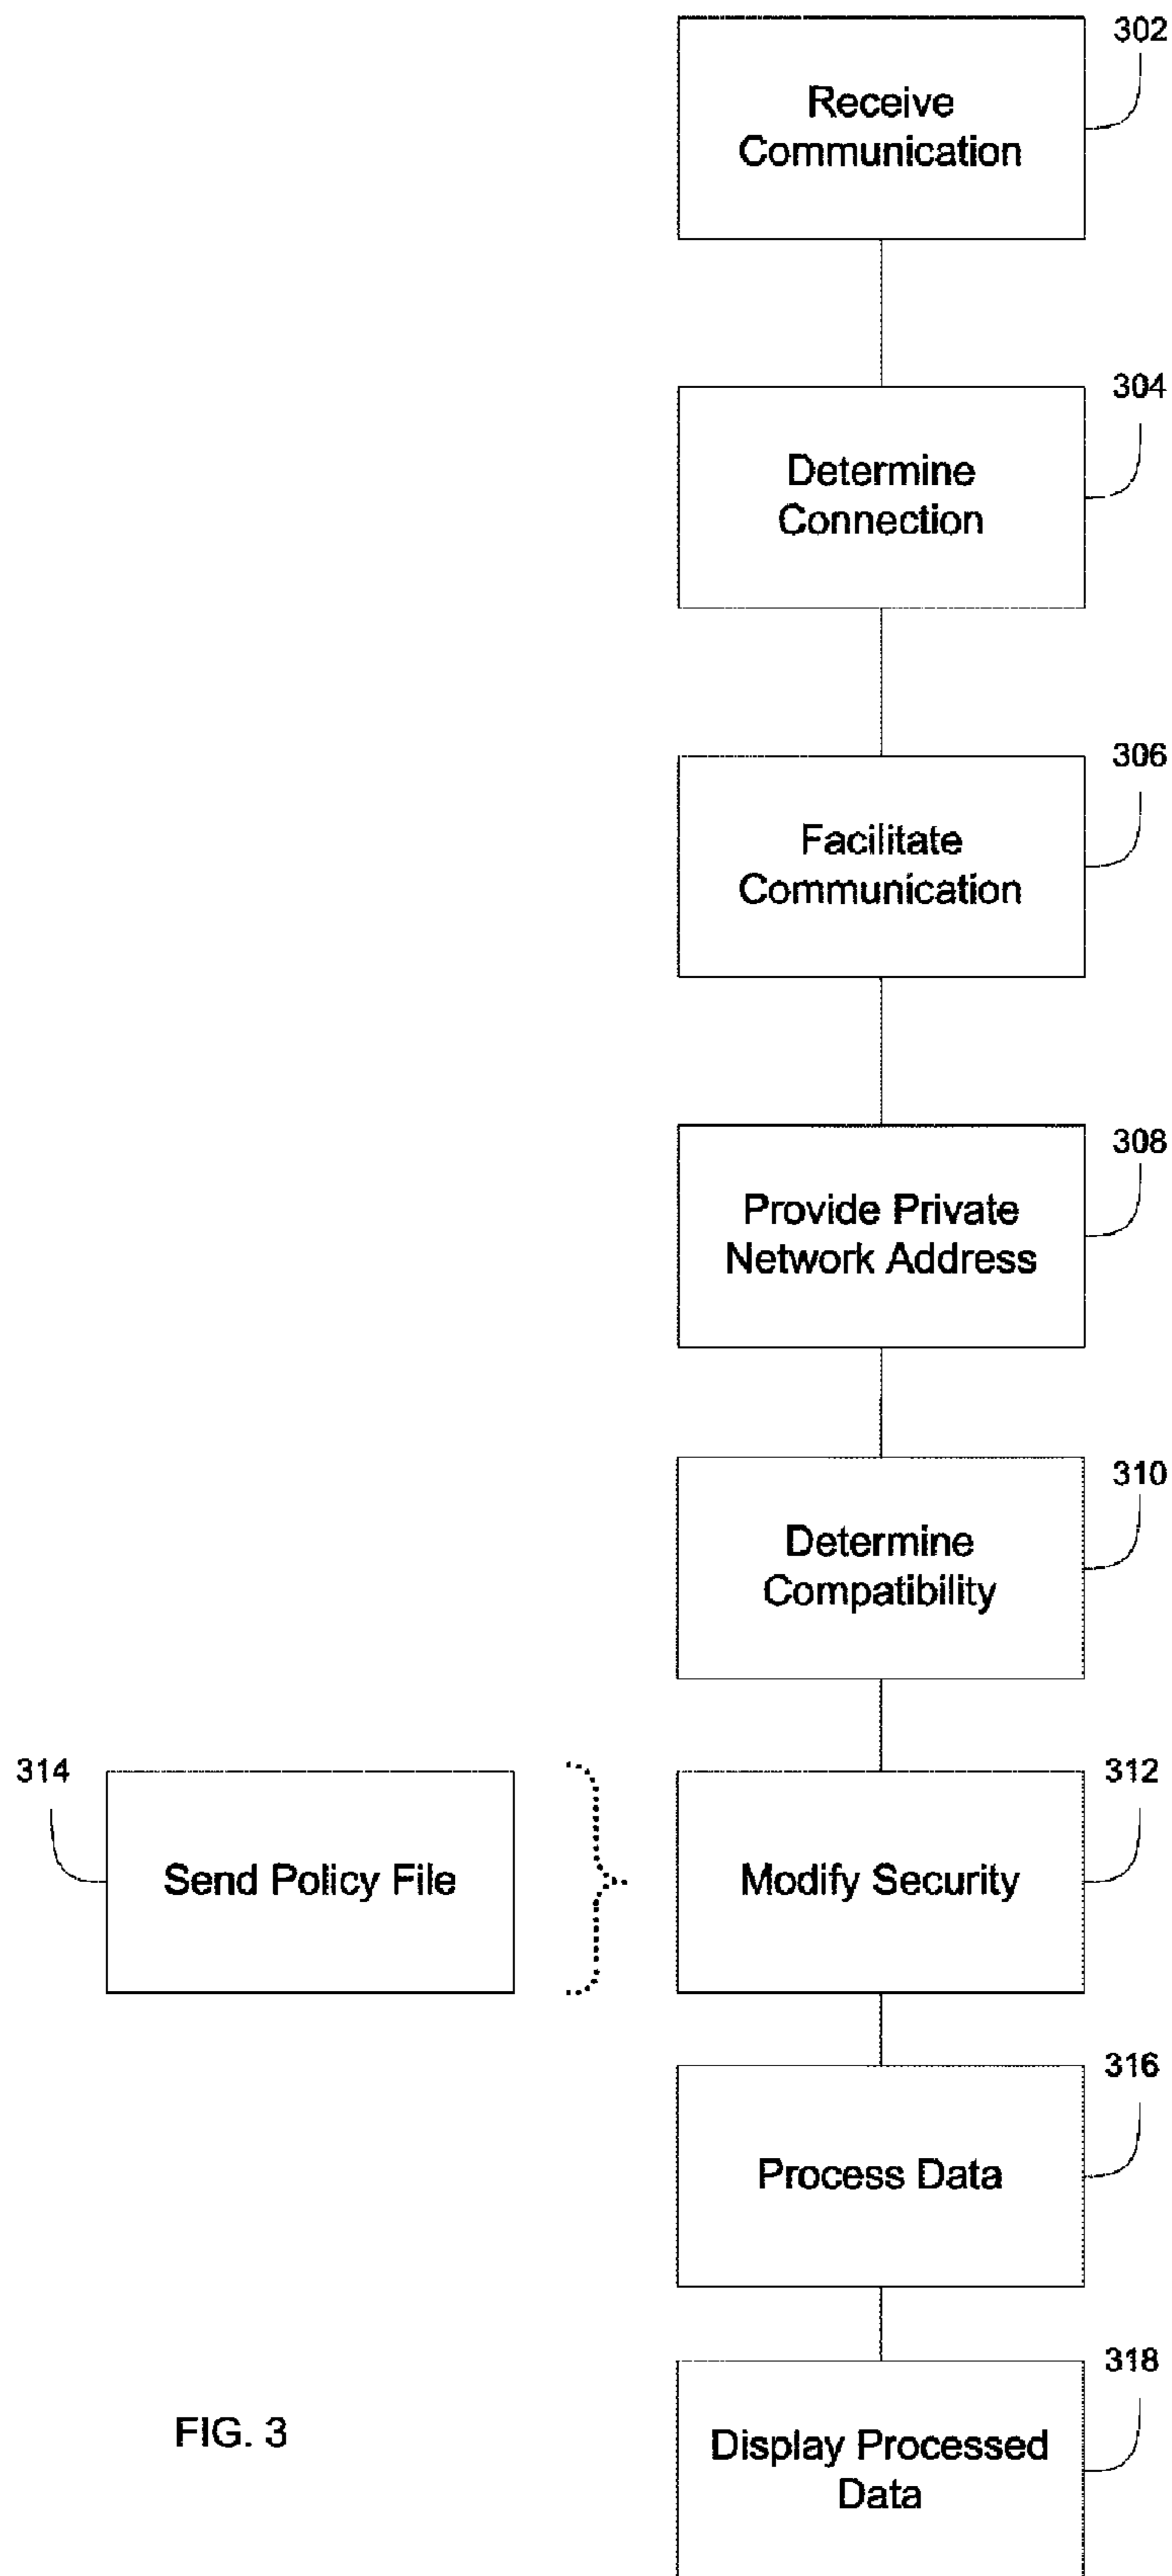 302
Receive
Communication
304
Determine
Connection
306
Facilitate
Communication
308
Provide Private
Network Address
310
Determine
Compatibility
314
Send Policy File
312
Modify Security
316
Process Data
318
Display Processed
Data
FIG. 3